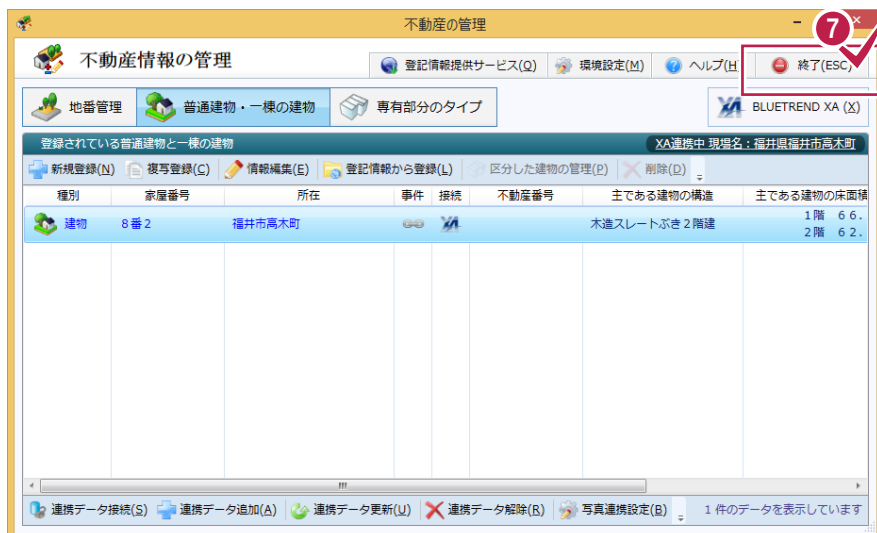 不動産の管理
7
不動産情報の管理
登記情報提供サービス(Q) 環境設定(M) ヘルプ(H 終了(ESC)
地番管理 普通建物・一棟の建物 専有部分のタイプ BLUETREND XA (X)
登録されている普通建物と一棟の建物 XA連携中 現場名:福井県福井市高木町
新規登録(N) 複写登録(C) 情報編集(E) 登記情報から登録(L) 区分した建物の管理(P) 削除(D)
種別 家屋番号 所在 事件 接続 不動産番号 主である建物の構造 主である建物の床面積
建物 8番2 福井市高木町 木造スレートぶき2階建 1階 66.
2階 62.
連携データ接続(S) 連携データ追加(A) 連携データ更新(U) 連携データ解除(R) 写真連携設定(B) 1 件のデータを表示しています